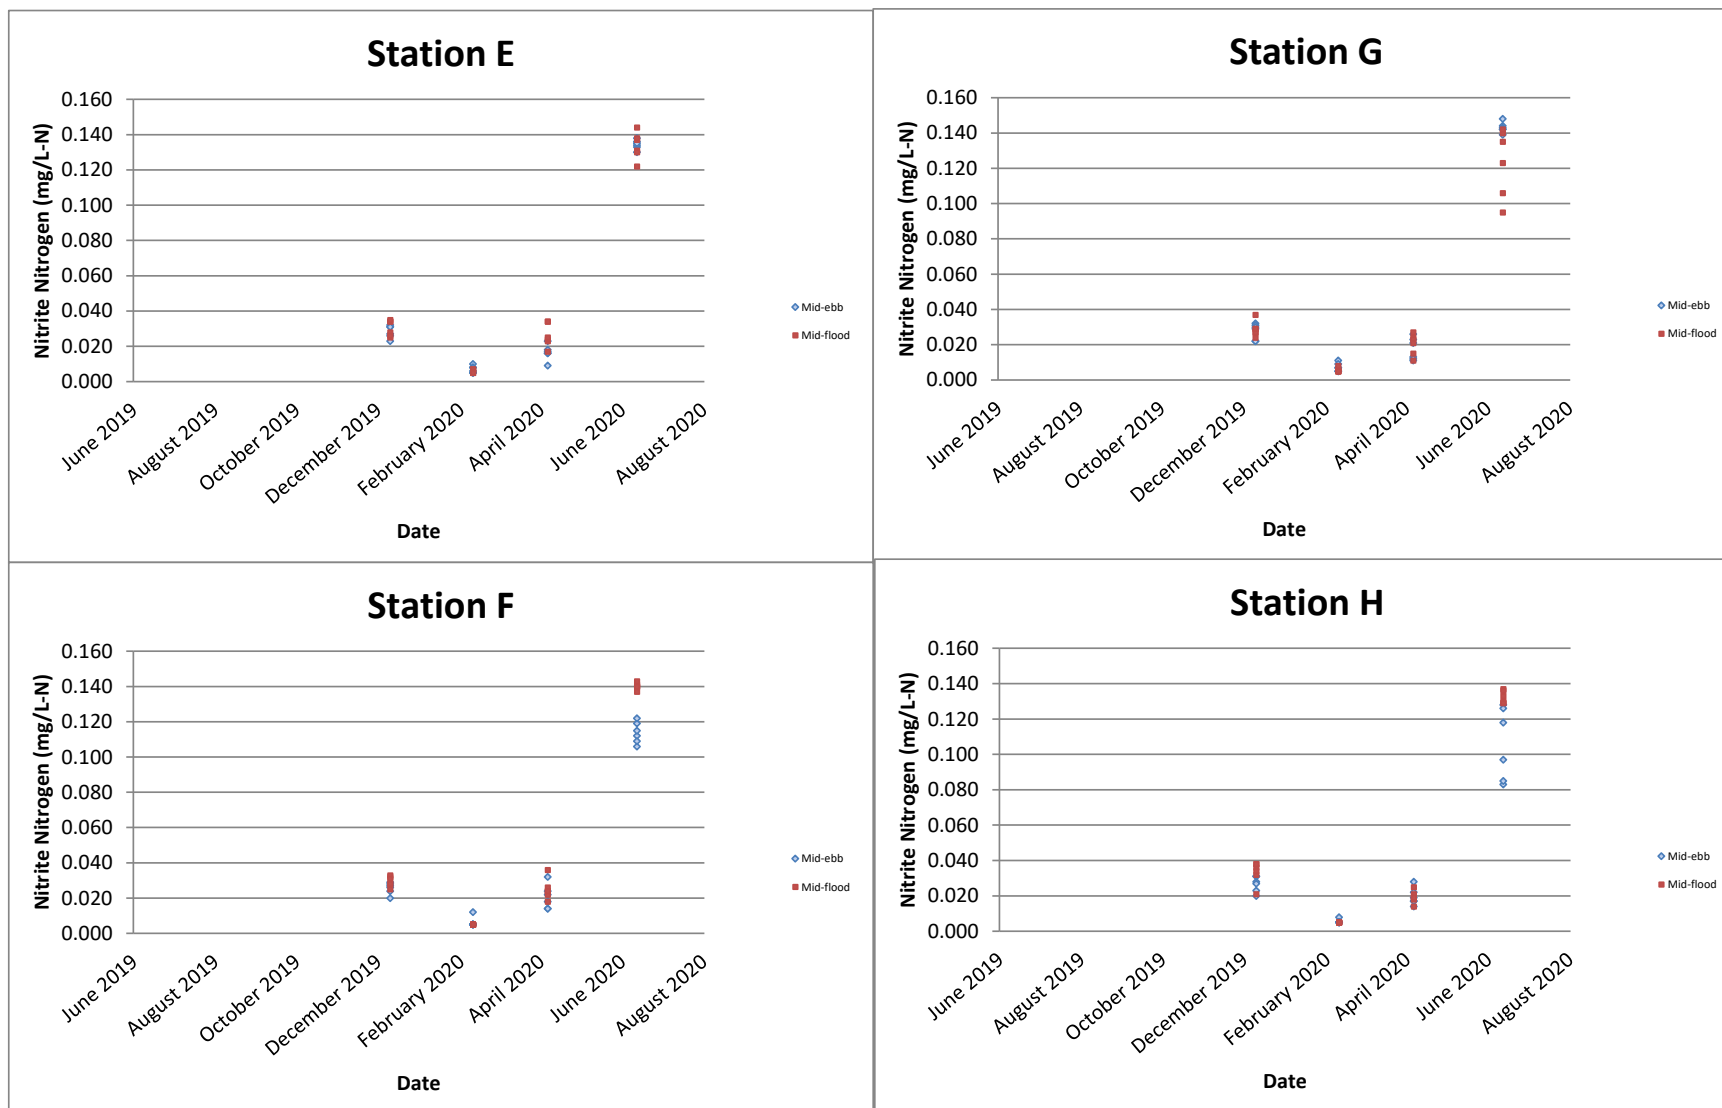 Station E
Nitrite Nitrogen (mg/L-N)
0.160
0.140
0.120
0.100
0.080
0.060
0.040
0.020
0.000
June 2019
August 2019
October 2019
December 2019
February 2020
April 2020
June 2020
August 2020
Date
Mid-ebb
Mid-flood
Station G
Nitrite Nitrogen (mg/L-N)
0.160
0.140
0.120
0.100
0.080
0.060
0.040
0.020
0.000
June 2019
August 2019
October 2019
December 2019
February 2020
April 2020
June 2020
August 2020
Date
Mid-ebb
Mid-flood
Station F
Nitrite Nitrogen (mg/L-N)
0.160
0.140
0.120
0.100
0.080
0.060
0.040
0.020
0.000
June 2019
August 2019
October 2019
December 2019
February 2020
April 2020
June 2020
August 2020
Date
Mid-ebb
Mid-flood
Station H
Nitrite Nitrogen (mg/L-N)
0.160
0.140
0.120
0.100
0.080
0.060
0.040
0.020
0.000
June 2019
August 2019
October 2019
December 2019
February 2020
April 2020
June 2020
August 2020
Date
Mid-ebb
Mid-flood